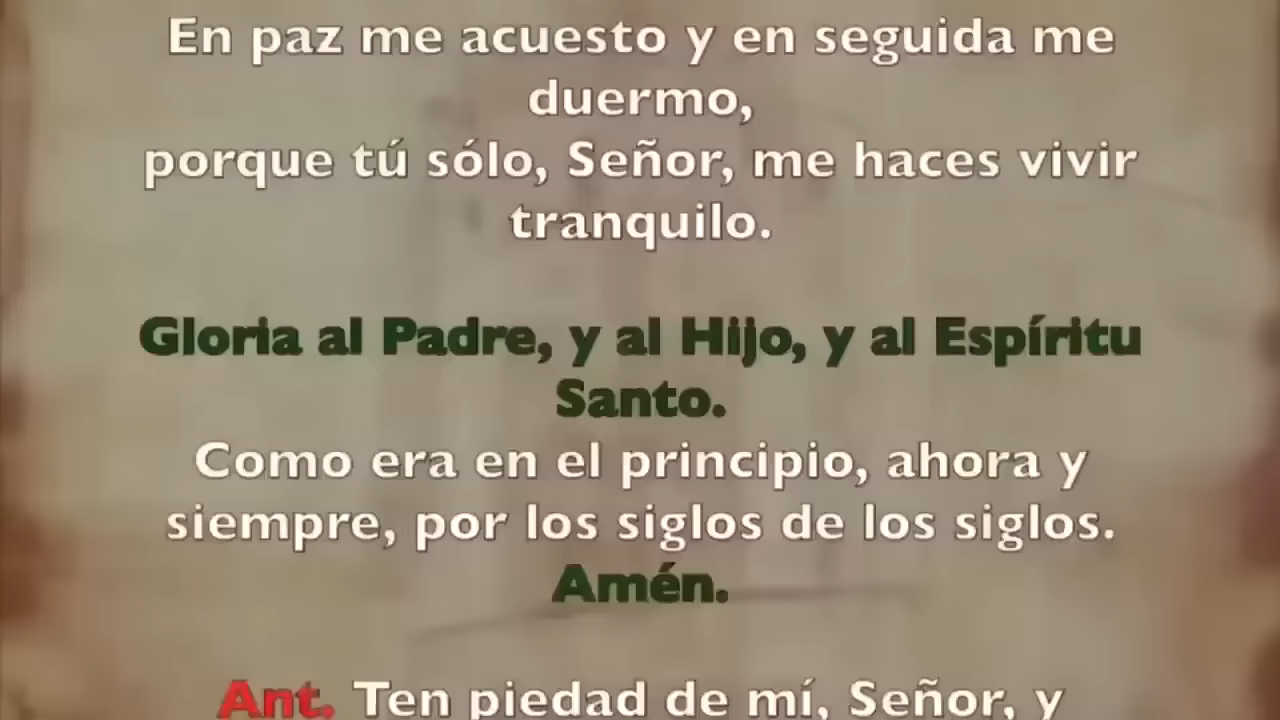 En paz me acuesto y en seguida me
duermo,
porque tú sólo, Señor, me haces vivir
tranquilo.
Gloria al Padre, y al Hijo, y al Espíritu
Santo.
Como era en el principio, ahora y
siempre, por los siglos de los siglos.
Amén.
Ant. Ten piedad de mí, Señor, y